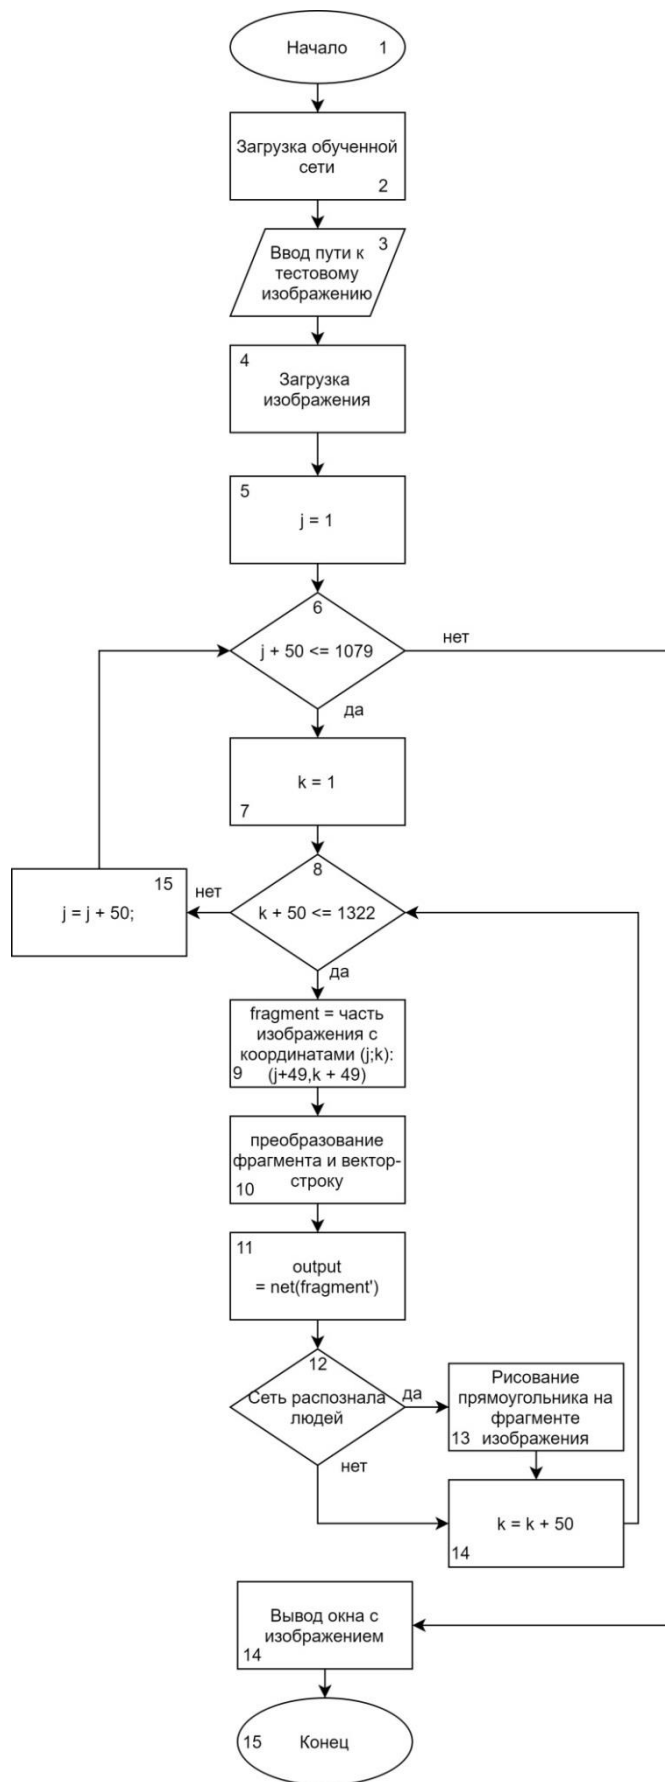 Начало
1
Загрузка обученной
сети
2
3
Ввод пути к
тестовому
изображению
4
Загрузка
изображения
5
j = 1
6
j + 50 <= 1079
нет
да
k = 1
7
8
k + 50 <= 1322
нет
15
j = j + 50;
да
fragment = часть
изображения с
координатами (j;k):
(j+49,k + 49)
9
преобразование
фрагмента и вектор-
строку
10
11
output
= net(fragment')
12
Сеть распознала
людей
да
Рисование
прямоугольника на
фрагменте
изображения
13
нет
k = k + 50
14
Вывод окна с
изображением
14
15
Конец